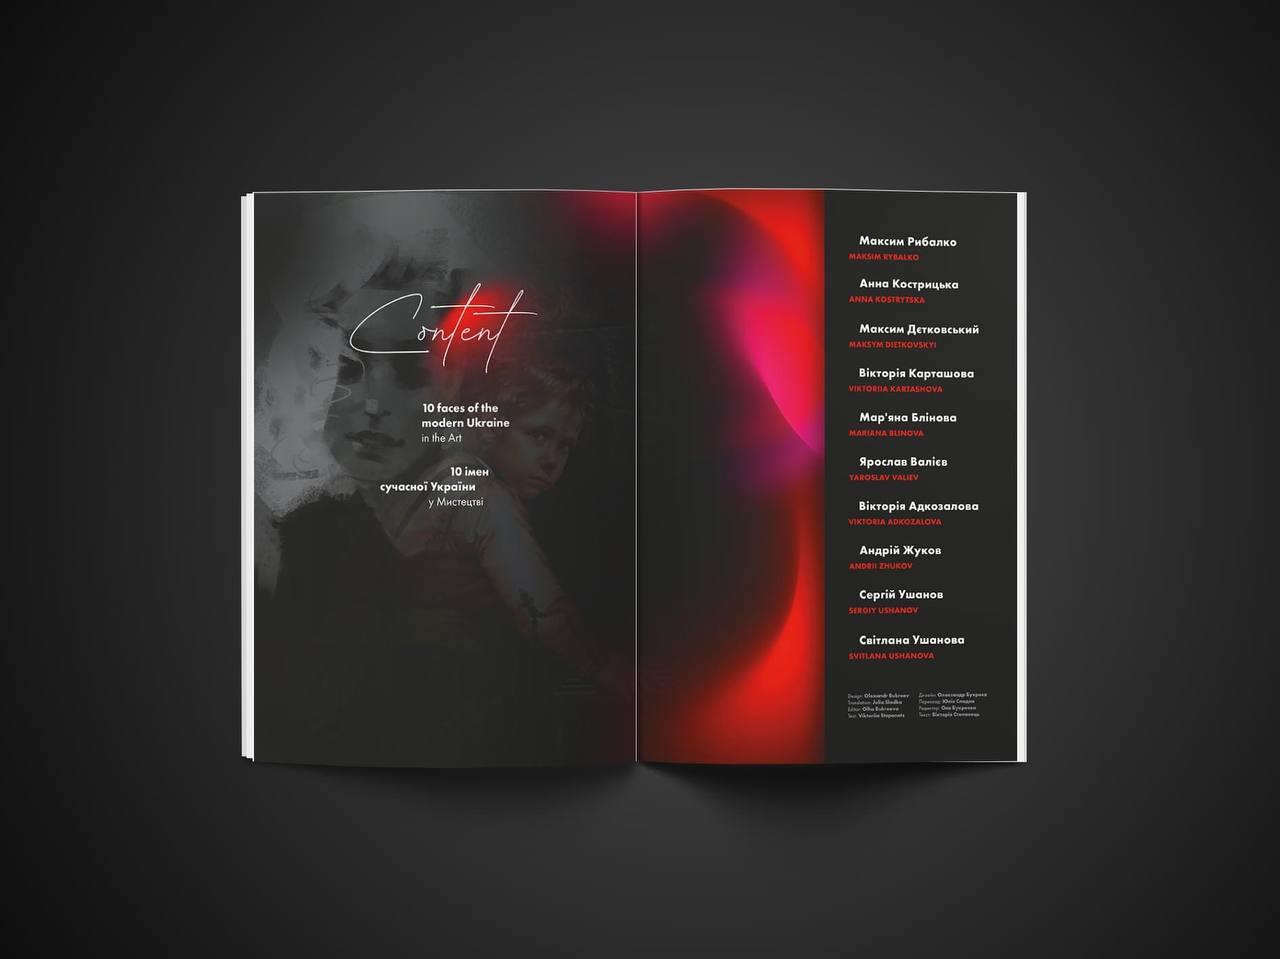 Content
10 faces of the
modern Ukraine
in the Art
10 імен
сучасної України
у Мистецтві
Максим Рибалко
MAKSIM RYBALKO
Анна Кострицька
ANNA KOSTRYTSKA
Максим Дєтковський
MAKSYM DIETKOVSKYI
Вікторія Карташова
VIKTORIIA KARTASHOVA
Мар'яна Блінова
MARIANA BLINOVA
Ярослав Валієв
YAROSLAV VALIEV
Вікторія Адкозалова
VIKTORIA ADKOZALOVA
Андрій Жуков
ANDRII ZHUKOV
Сергій Ушанов
SERGIY USHANOV
Світлана Ушанова
SVITLANA USHANOVA
Design: Olexandr Bukreev
Translation: Julia Sladka
Editor: Olha Bukreeva
Text: Viktoriia Stepanets
Дизайн: Олександр Букреєв
Переклад: Юлія
Редактор: Оля Букреєва
Текст: Вікторія Степанець